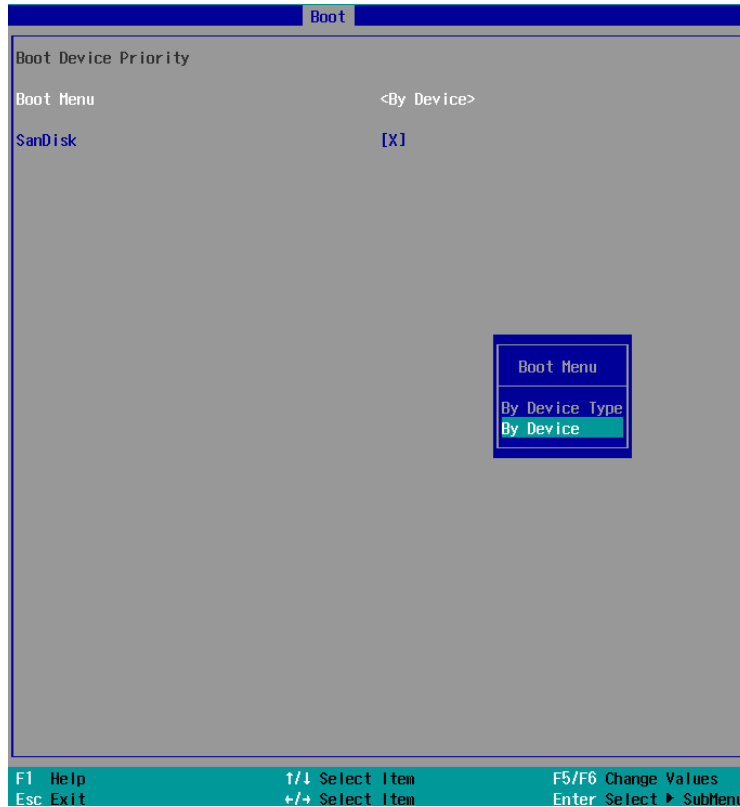 Boot
Boot Device Priority
Boot Menu <By Device>
SanDisk [X]
Boot Menu
By Device Type
By Device
F1 Help ↑/↓ Select Item F5/F6 Change Values
Esc Exit ←/→ Select Item Enter Select ▶ SubMenu